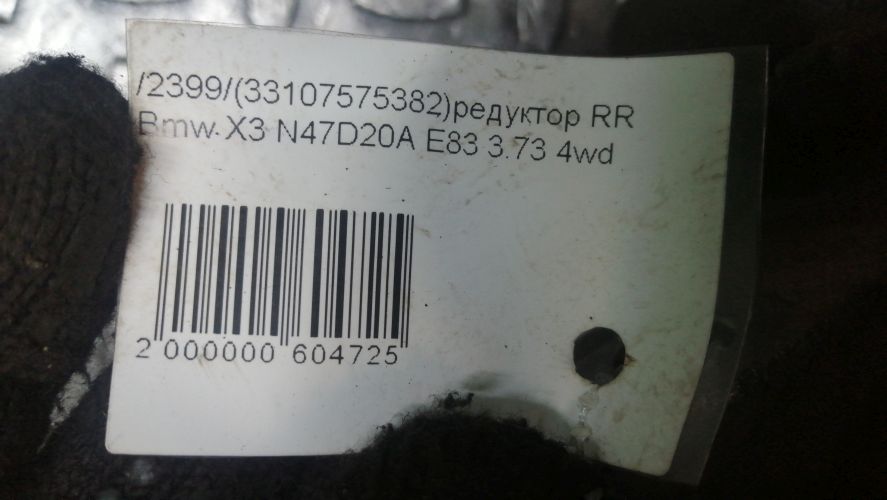 /2399/(33107575382)редуктор RR
Bmw X3 N47D20A E83 3.73 4wd
2 000000 604725